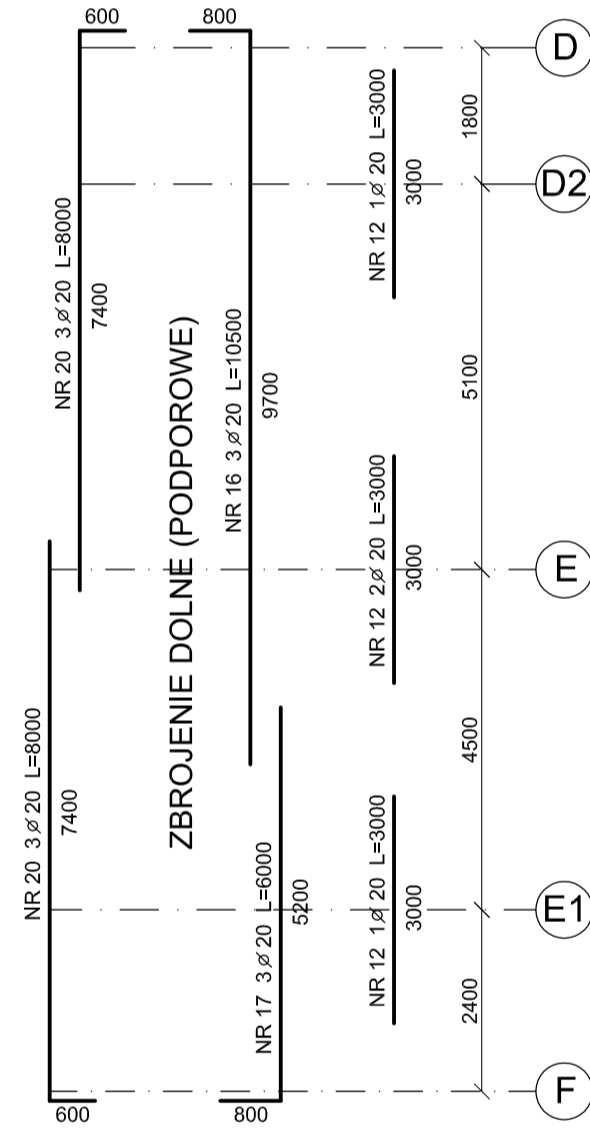 600
800
D
1800
D2
5100
E
4500
E1
2400
F
NR 20 3 ⌀ 20 L=8000
7400
NR 20 3 ⌀ 20 L=8000
7400
ZBROJENIE DOLNE (PODPOROWE)
NR 16 3 ⌀ 20 L=10500
9700
NR 17 3 ⌀ 20 L=6000
5200
NR 12 1⌀ 20 L=3000
3000
NR 12 2⌀ 20 L=3000
3000
NR 12 1⌀ 20 L=3000
3000
600
800